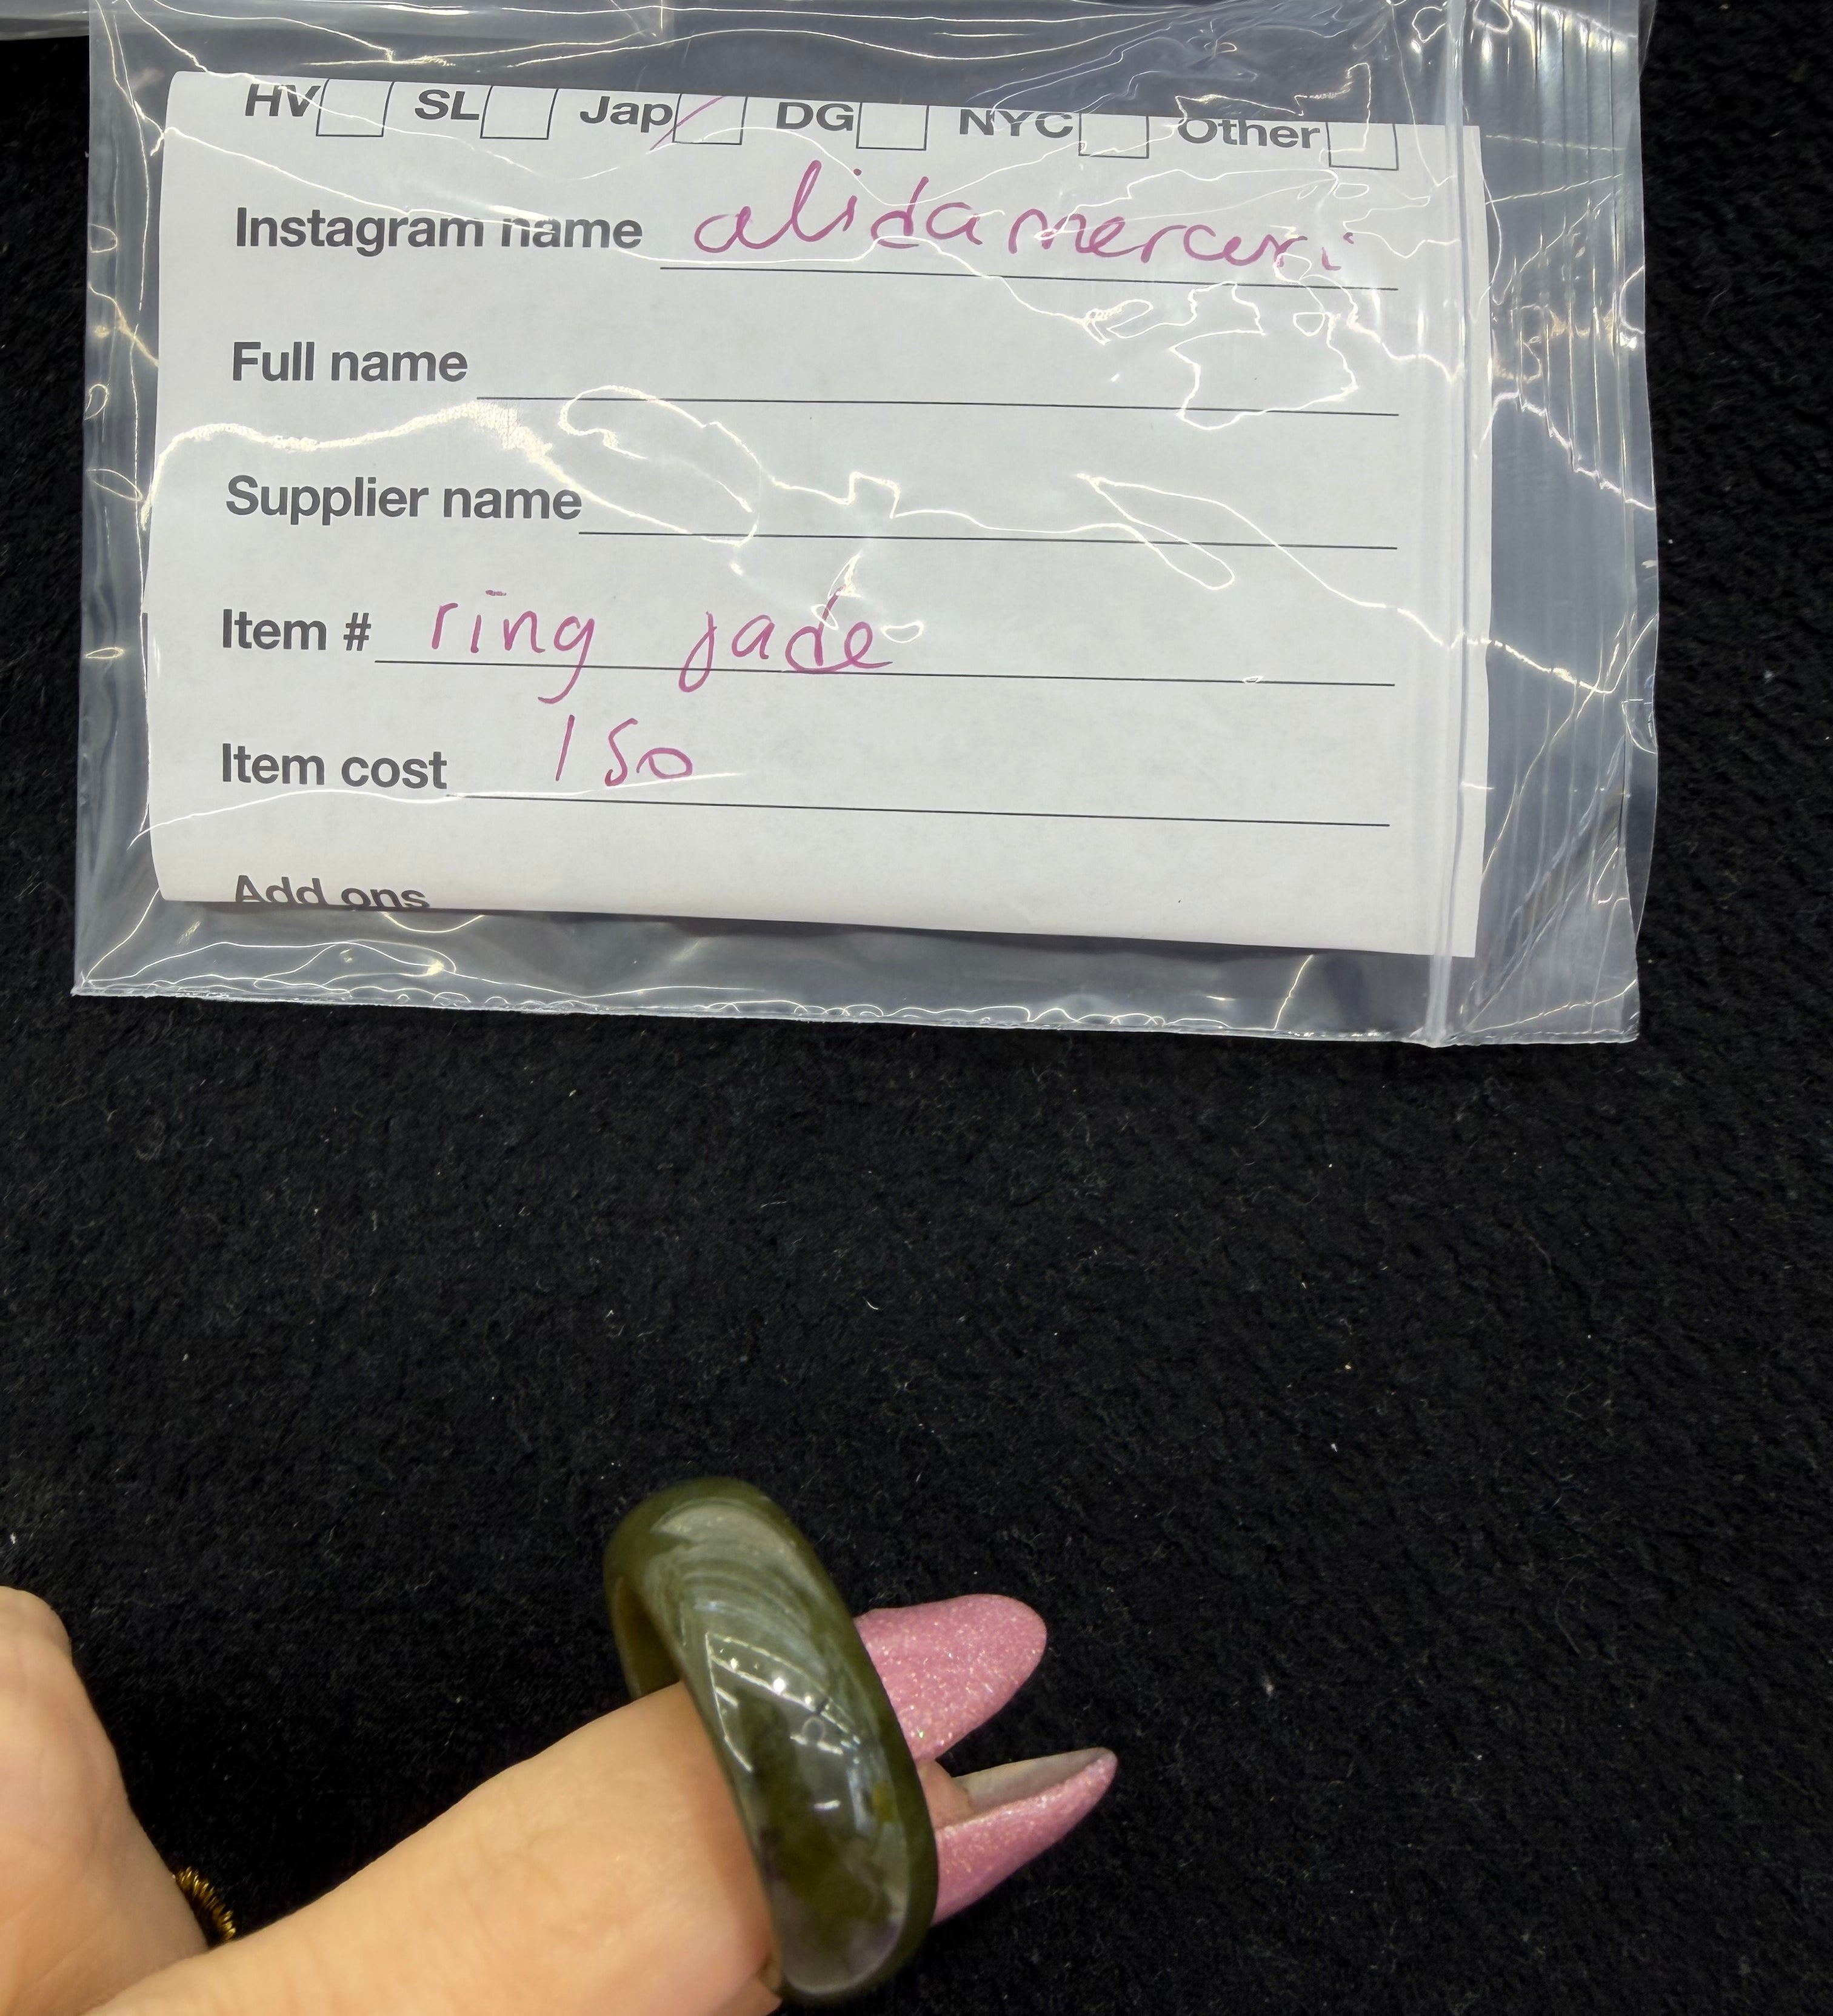 HV SL Jap DG NYC Other
Instagram name alidamercuri
Full name
Supplier name
Item # ring jade
Item cost 150
Add ons